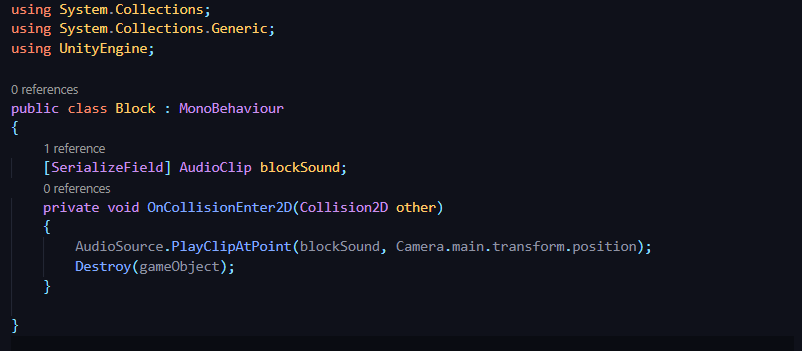 using System.Collections;
using System.Collections.Generic;
using UnityEngine;
0 references
public class Block : MonoBehaviour
{
1 reference
[SerializeField] AudioClip blockSound;
0 references
private void OnCollisionEnter2D(Collision2D other)
{
AudioSource.PlayClipAtPoint(blockSound, Camera.main.transform.position);
Destroy(gameObject);
}
}